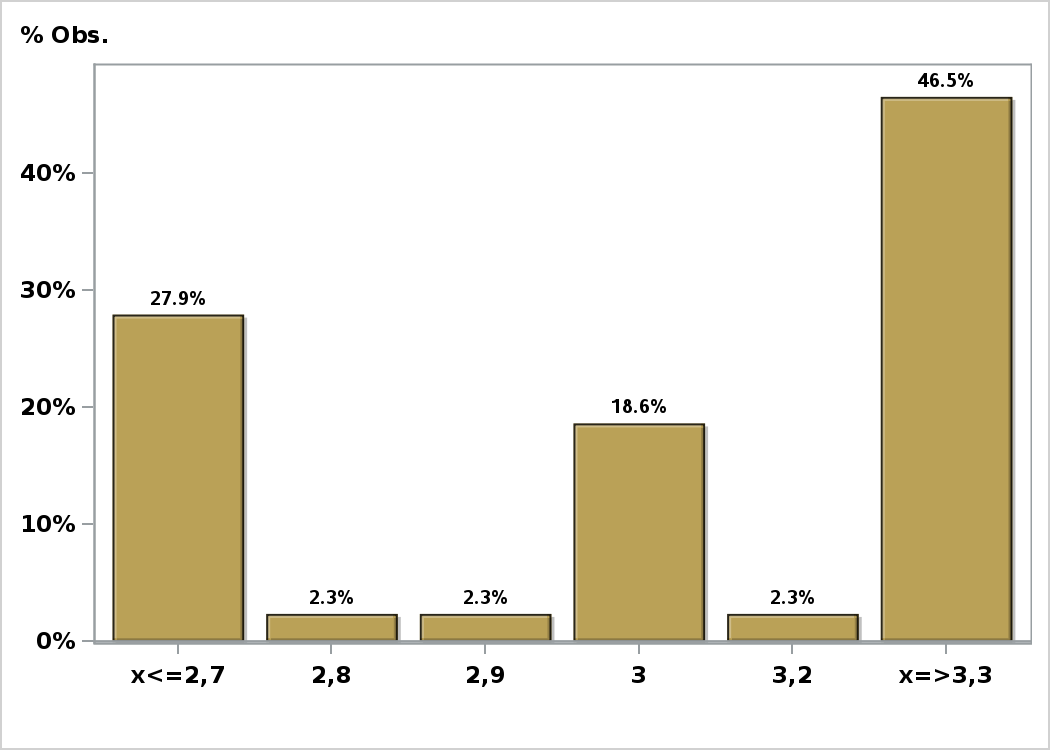 % Obs.
46.5%
40%
30%
27.9%
20%
18.6%
10%
2.3% 2.3% 2.3%
0%
x<=2,7 2,8 2,9 3 3,2 x=>3,3